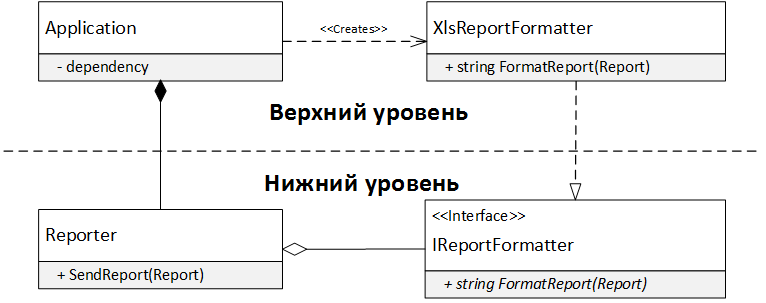 Application
- dependency
<<Creates>>
XlsReportFormatter
+ string FormatReport(Report)
Верхний уровень
Нижний уровень
Reporter
+ SendReport(Report)
<<Interface>>
IReportFormatter
+ string FormatReport(Report)